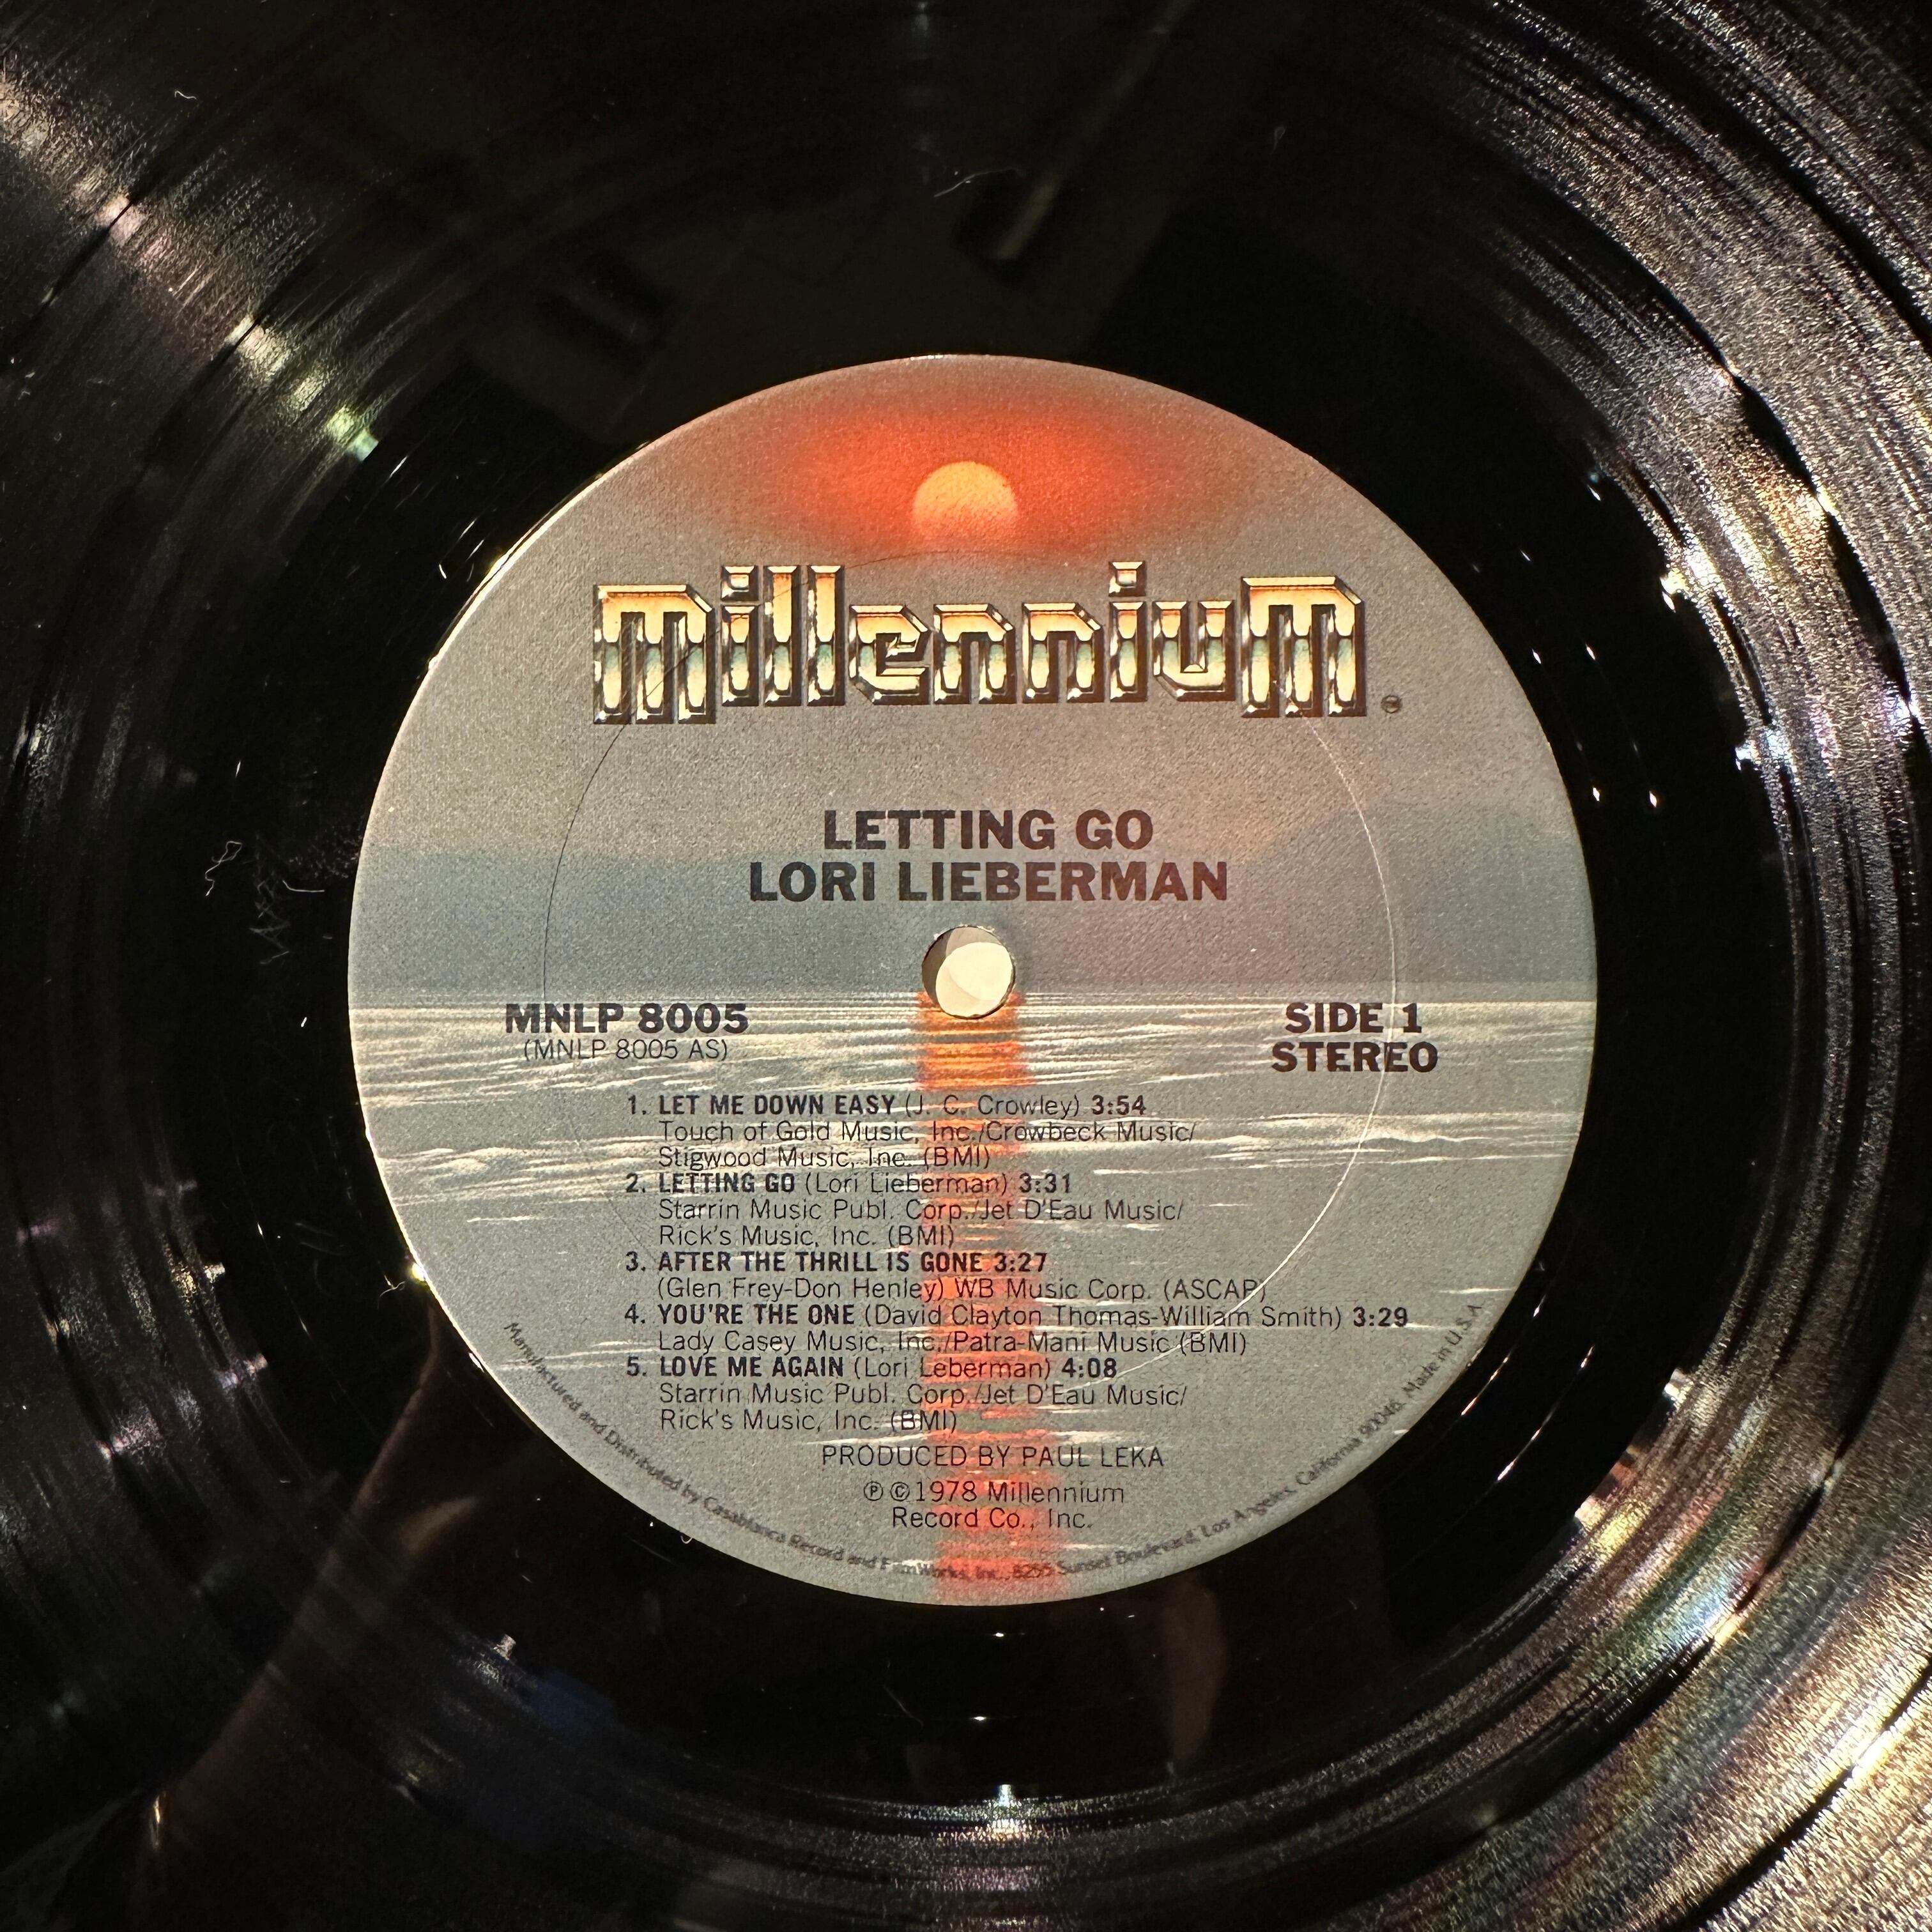 millenniuM
LETTING GO
LORI LIEBERMAN
MNLP 8005
(MNLP 8005 AS)
SIDE 1
STEREO
1. LET ME DOWN EASY (J. C. Crowley) 3:54
Touch of Gold Music, Inc./Crowbeck Music/
Stigwood Music, Inc. (BMI)
2. LETTING GO (Lori Lieberman) 3:31
Starrin Music Publ. Corp./Jet D'Eau Music/
Rick's Music, Inc. (BMI)
3. AFTER THE THRILL IS GONE 3:27
(Glen Frey-Don Henley) WB Music Corp. (ASCAP)
4. YOU'RE THE ONE (David Clayton Thomas-William Smith) 3:29
Lady Casey Music, Inc./Patra-Mani Music (BMI)
5. LOVE ME AGAIN (Lori Leberman) 4:08
Starrin Music Publ. Corp./Jet D'Eau Music/
Rick's Music, Inc. (BMI)
PRODUCED BY PAUL LEKA
℗ © 1978 Millennium
Record Co., Inc.
Manufactured and Distributed by Casablanca Record and FilmWorks, Inc., 8255 Sunset Boulevard, Los Angeles, California 90046. Made in U.S.A